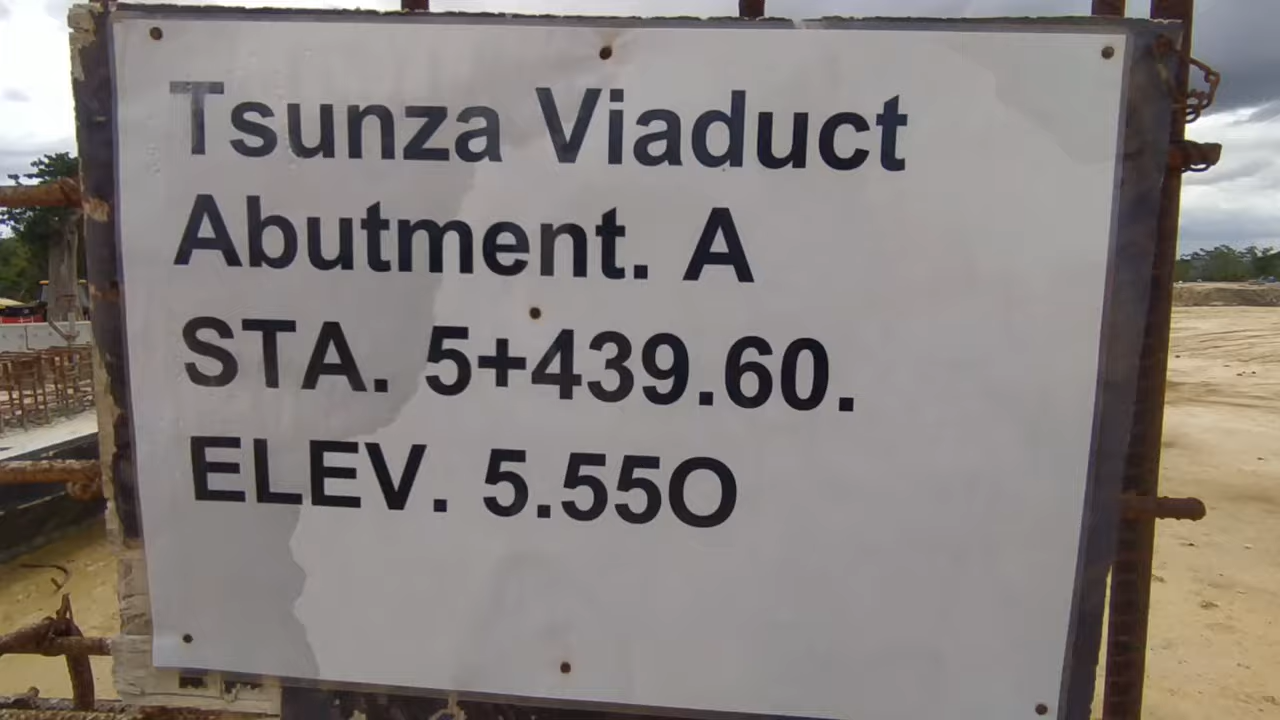 Tsunza Viaduct
Abutment. A
STA. 5+439.60.
ELEV. 5.55O